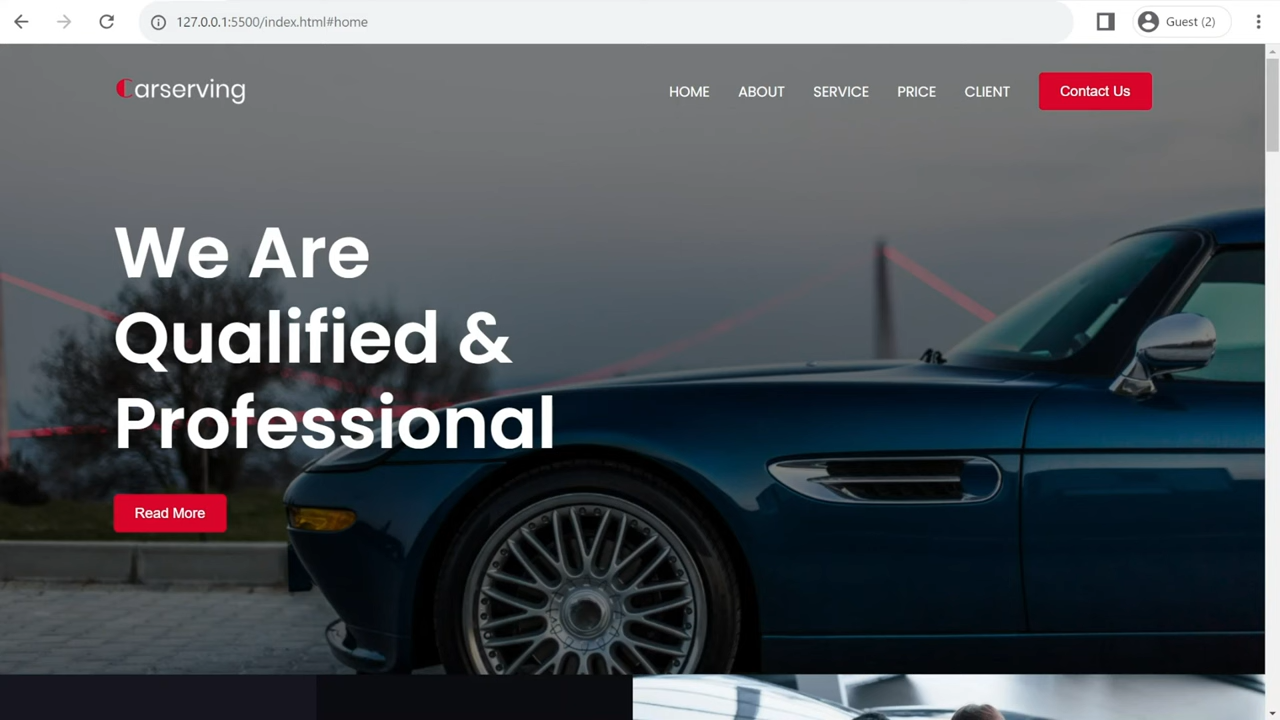 127.0.0.1:5500/index.html#home
Guest (2)
Carserving
HOME
ABOUT
SERVICE
PRICE
CLIENT
Contact Us
We Are
Qualified &
Professional
Read More